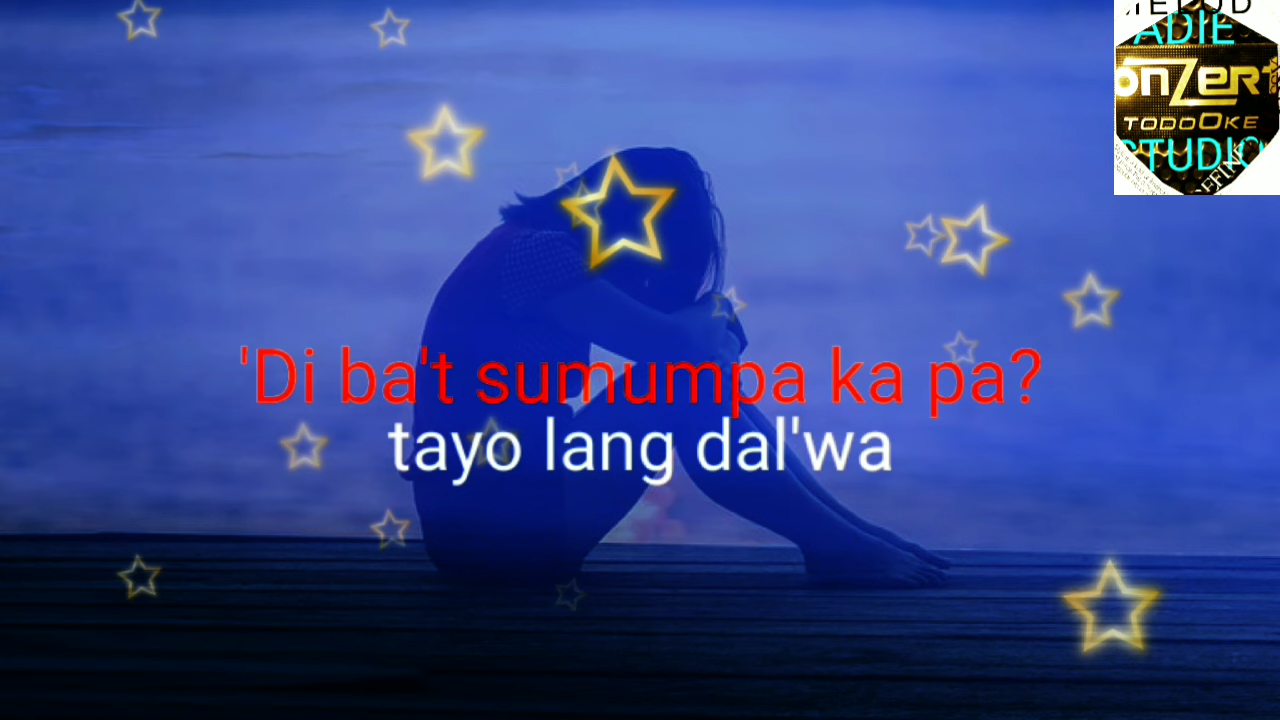 ADIE
onZert
TODOOKE
STUDIO
'Di ba't sumumpa ka pa?
tayo lang dal'wa